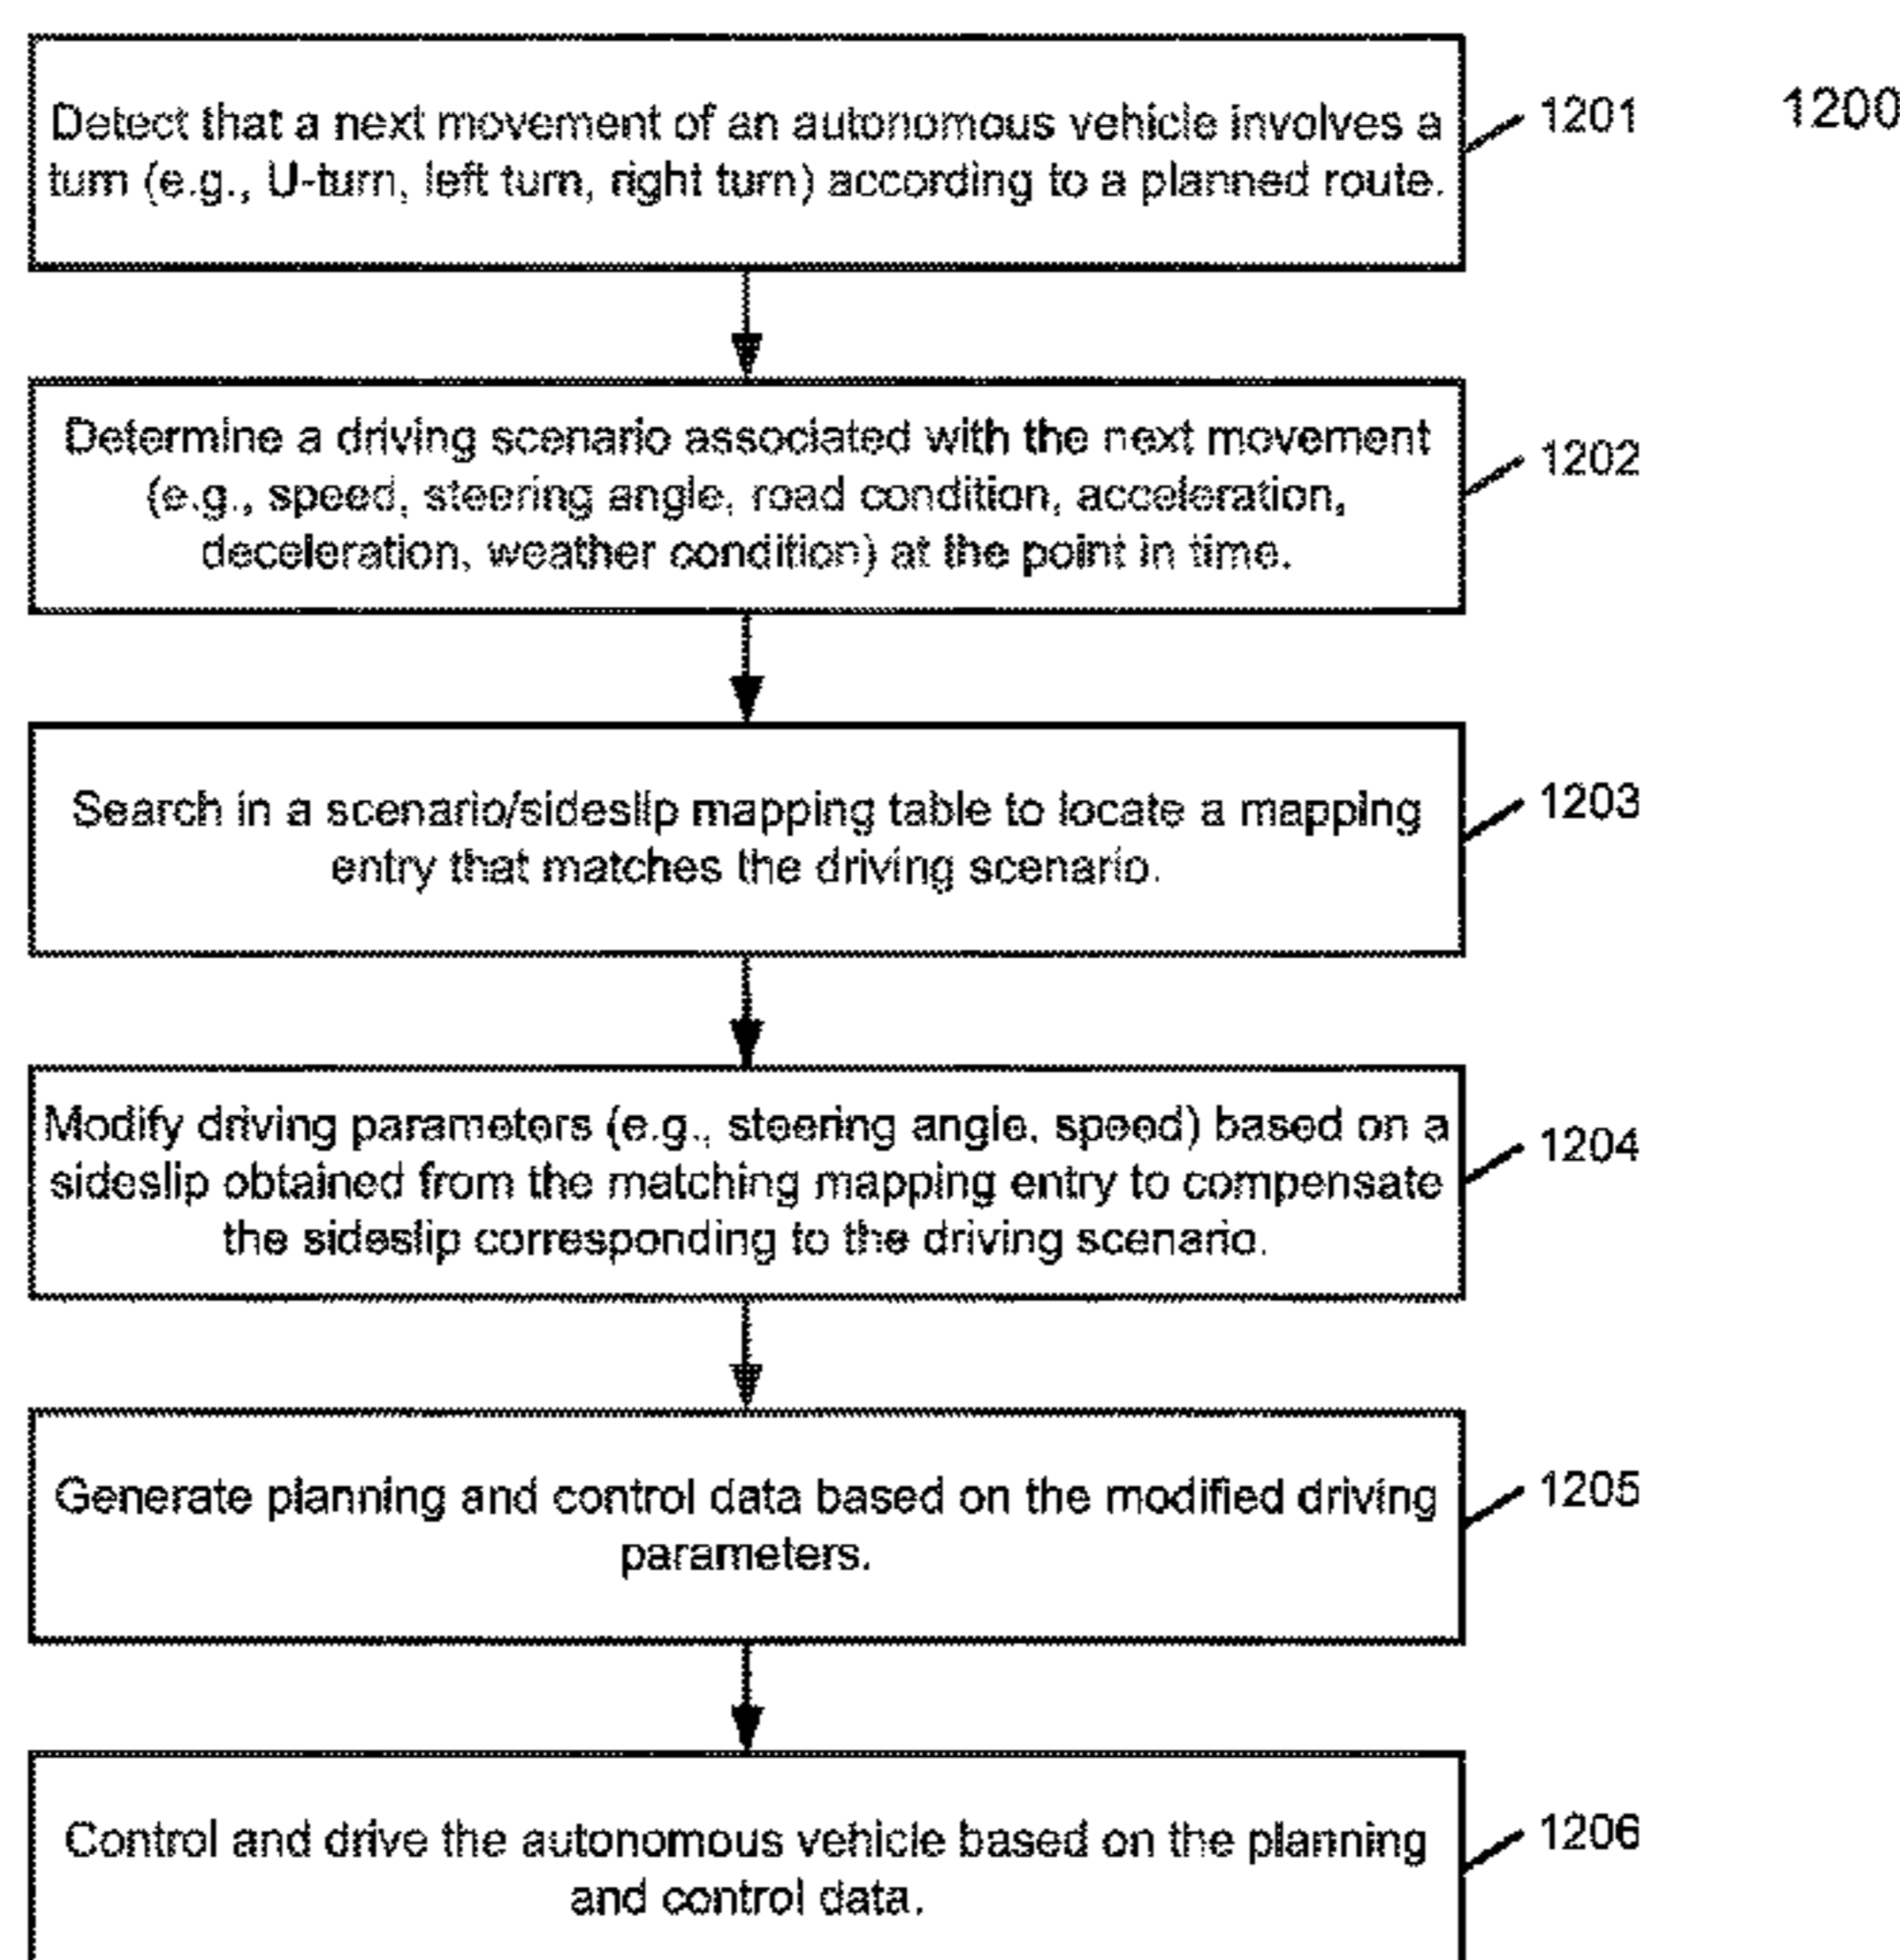 1200
Detect that a next movement of an autonomous vehicle involves a
turn (e.g., U-turn, left turn, right turn) according to a planned route.
1201
Determine a driving scenario associated with the next movement
(e.g., speed, steering angle, road condition, acceleration,
deceleration, weather condition) at the point in time.
1202
Search in a scenario/sideslip mapping table to locate a mapping
entry that matches the driving scenario.
1203
Modify driving parameters (e.g., steering angle, speed) based on a
sideslip obtained from the matching mapping entry to compensate
the sideslip corresponding to the driving scenario.
1204
Generate planning and control data based on the modified driving
parameters.
1205
Control and drive the autonomous vehicle based on the planning
and control data.
1206